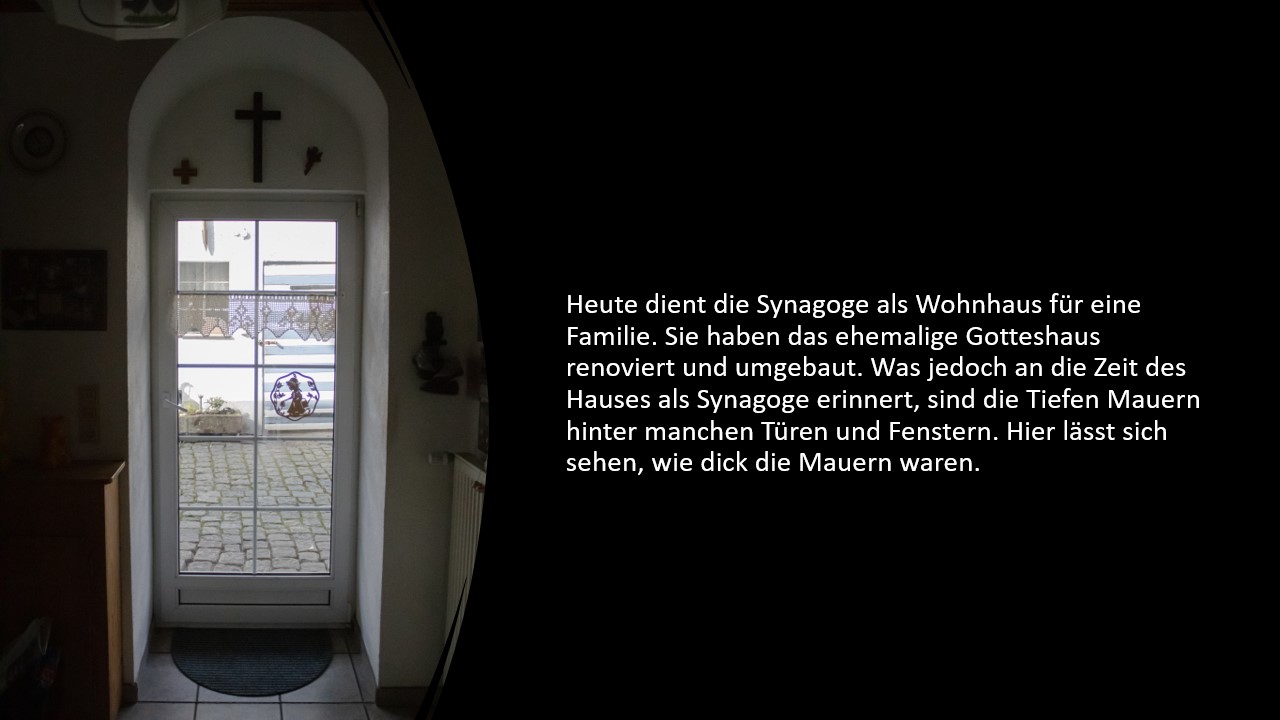 Heute dient die Synagoge als Wohnhaus für eine
Familie. Sie haben das ehemalige Gotteshaus
renoviert und umgebaut. Was jedoch an die Zeit des
Hauses als Synagoge erinnert, sind die Tiefen Mauern
hinter manchen Türen und Fenstern. Hier lässt sich
sehen, wie dick die Mauern waren.